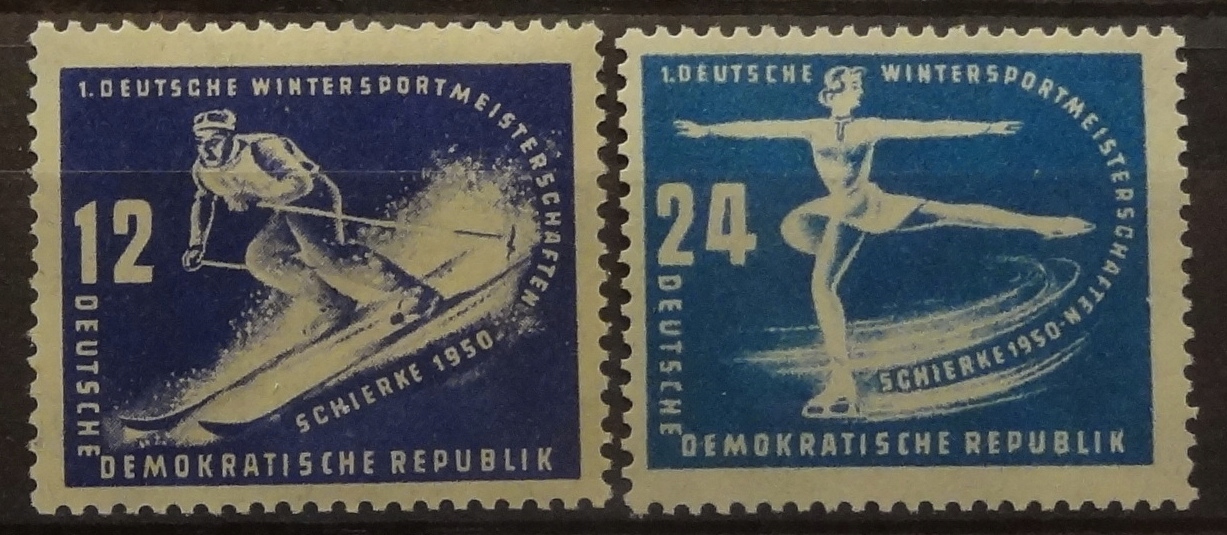 1. DEUTSCHE WINTERSPORTMEISTERSCHAFTEN
12
SCHIERKE 1950
DEUTSCHE
DEMOKRATISCHE REPUBLIK
1. DEUTSCHE WINTERSPORTMEISTERSCHAFTEN
24
SCHIERKE 1950
DEUTSCHE
DEMOKRATISCHE REPUBLIK